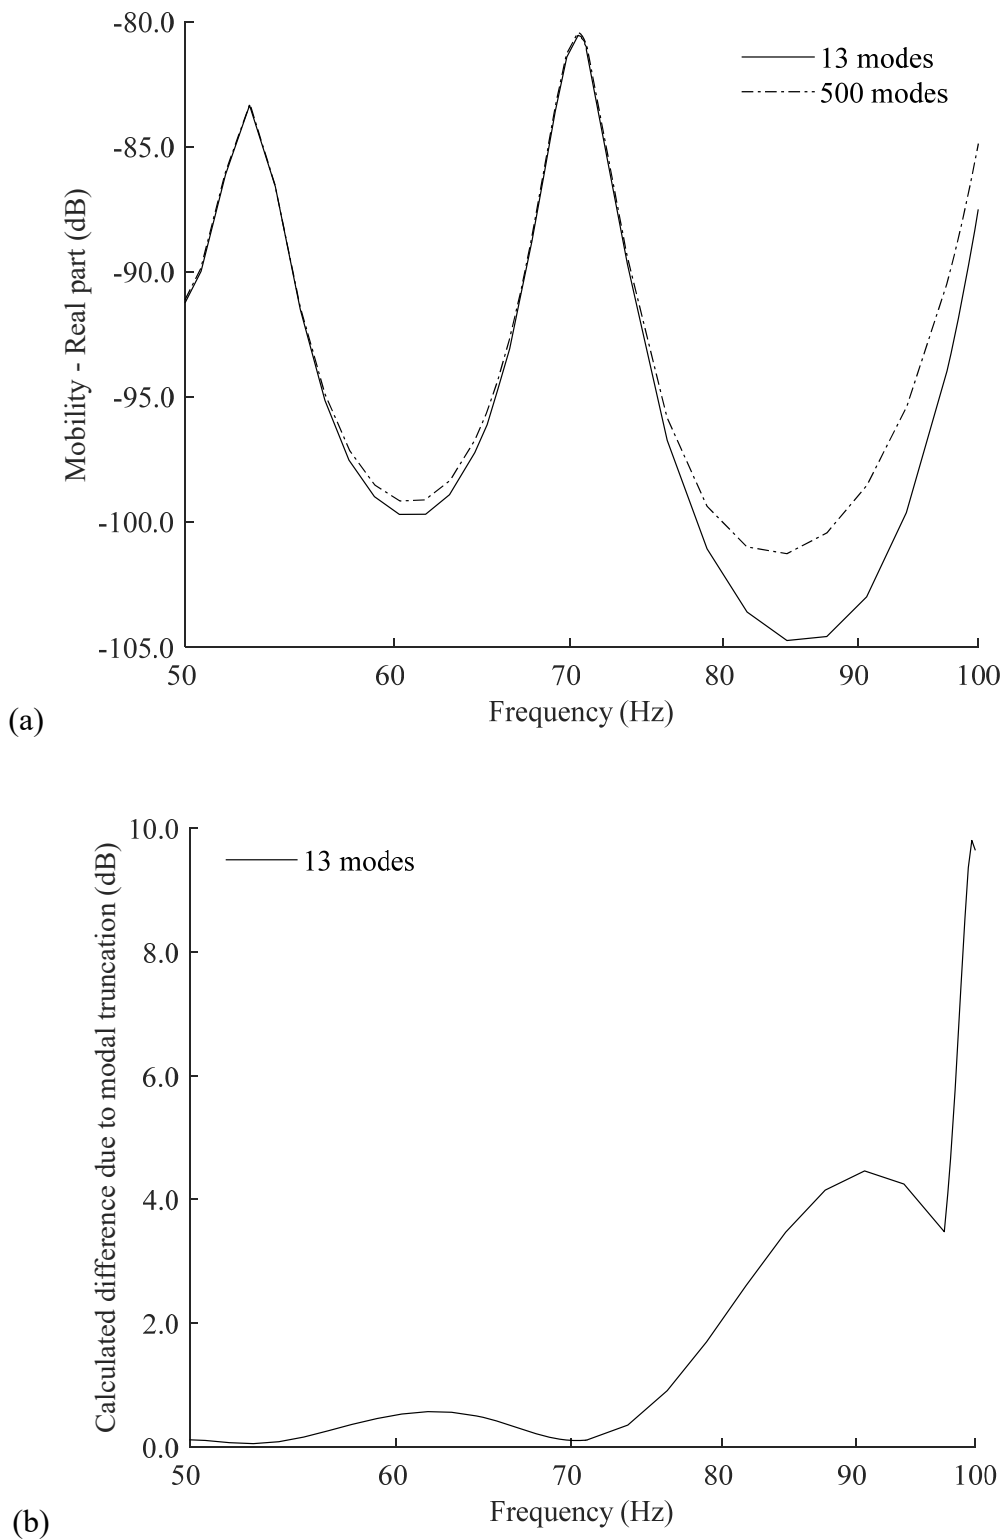 -80.0
13 modes
500 modes
-85.0
-90.0
-95.0
-100.0
-105.0
Mobility - Real part (dB)
50 60 70 80 90 100
Frequency (Hz)
(a)
10.0
13 modes
8.0
6.0
4.0
2.0
0.0
Calculated difference due to modal truncation (dB)
50 60 70 80 90 100
Frequency (Hz)
(b)